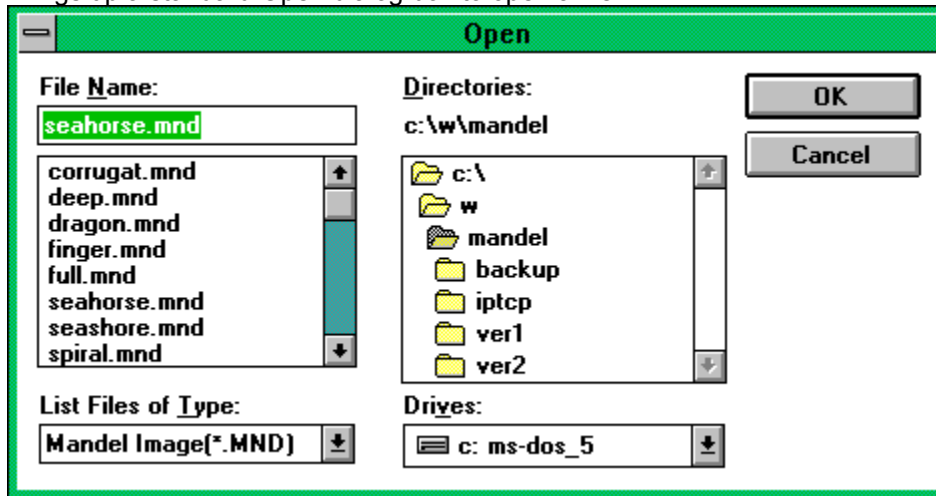 Open
File Name:
seahorse.mnd
corrugat.mnd
deep.mnd
dragon.mnd
finger.mnd
full.mnd
seahorse.mnd
seashore.mnd
spiral.mnd
List Files of Type:
Mandel Image(*.MND)
Directories:
c:\w\mandel
c:\
w
mandel
backup
iptcp
ver1
ver2
Drives:
c: ms-dos_5
OK
Cancel